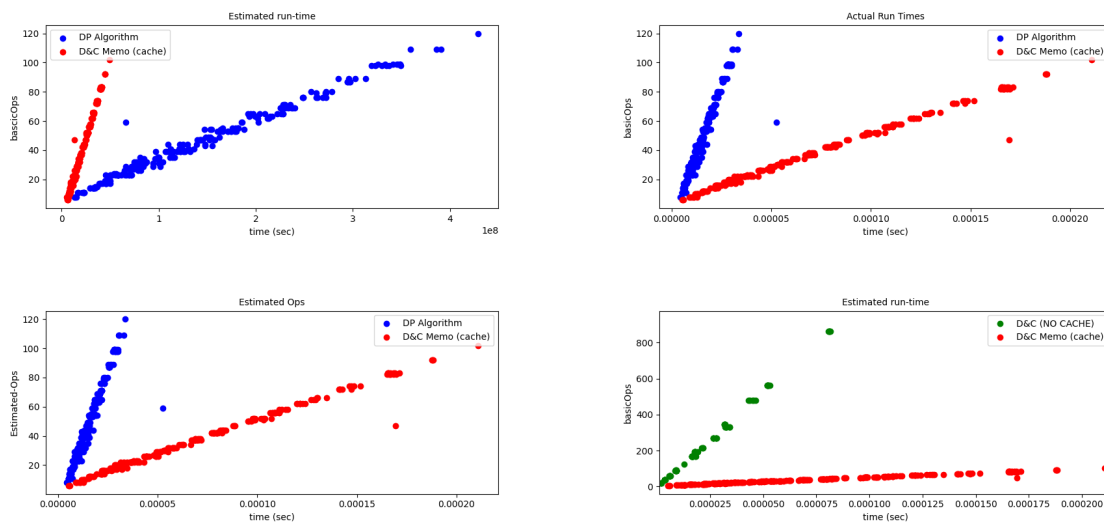 Estimated run-time
DP Algorithm
D&C Memo (cache)
bascicOps
120
100
80
60
40
20
0
1
2
3
4
1e8
time (sec)
Actual Run Times
DP Algorithm
D&C Memo (cache)
basicOps
120
100
80
60
40
20
0.00000
0.00005
0.00010
0.00015
0.00020
time (sec)
Estimated Ops
DP Algorithm
D&C Memo (cache)
Estimated-Ops
120
100
80
60
40
20
0.00000
0.00005
0.00010
0.00015
0.00020
time (sec)
Estimated run-time
D&C (NO CACHE)
D&C Memo (cache)
basicOps
800
600
400
200
0
0.000025
0.000050
0.000075
0.000100
0.000125
0.000150
0.000175
0.000200
time (sec)